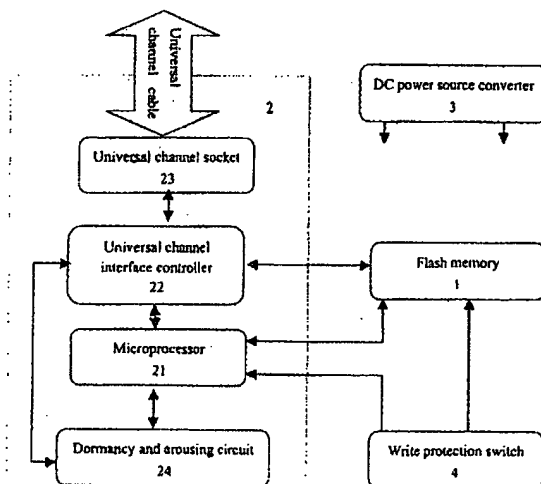 Universal
channel cable
2
DC power source converter
3
Universal channel socket
23
Universal channel
interface controller
22
Flash memory
1
Microprocessor
21
Dormancy and arousing circuit
24
Write protection switch
4